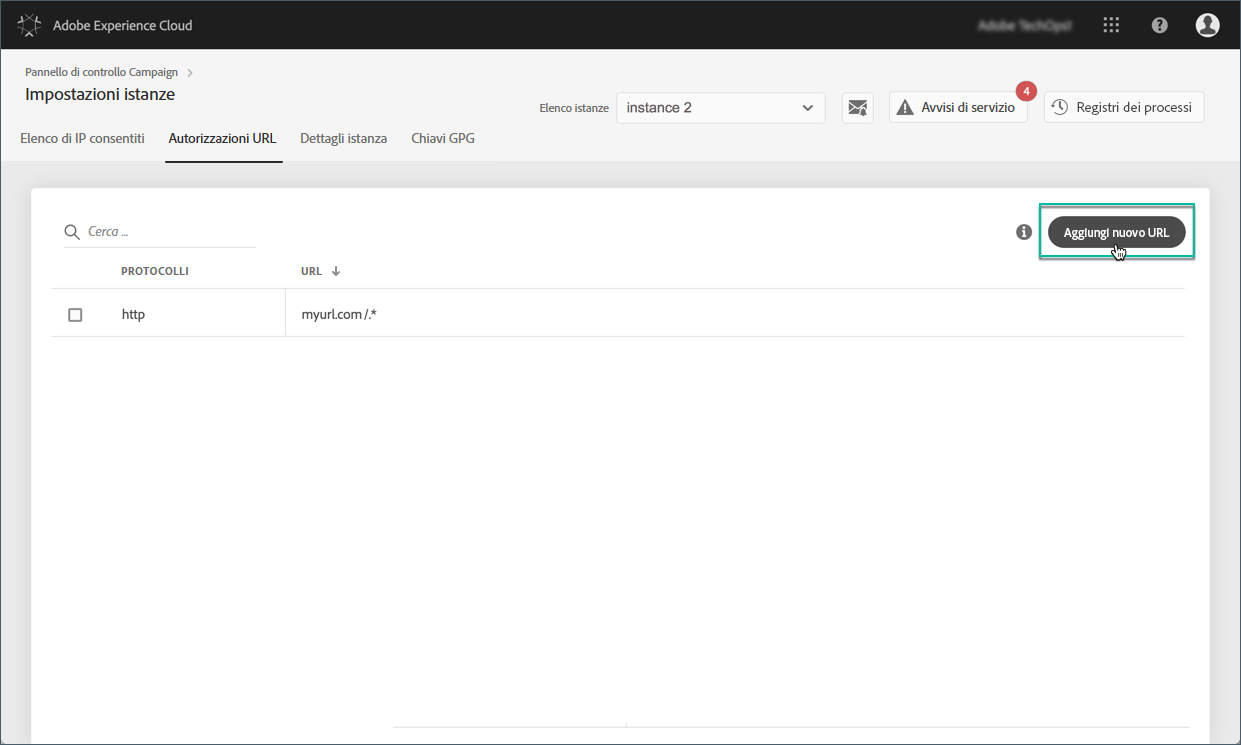 Adobe Experience Cloud
Adobe TechOps1
Pannello di controllo Campaign
Impostazioni istanze
Elenco istanze
instance 2
4
Avvisi di servizio
Registri dei processi
Elenco di IP consentiti
Autorizzazioni URL
Dettagli istanza
Chiavi GPG
Cerca ...
Aggiungi nuovo URL
PROTOCOLLI
URL
http
myurl.com/.*